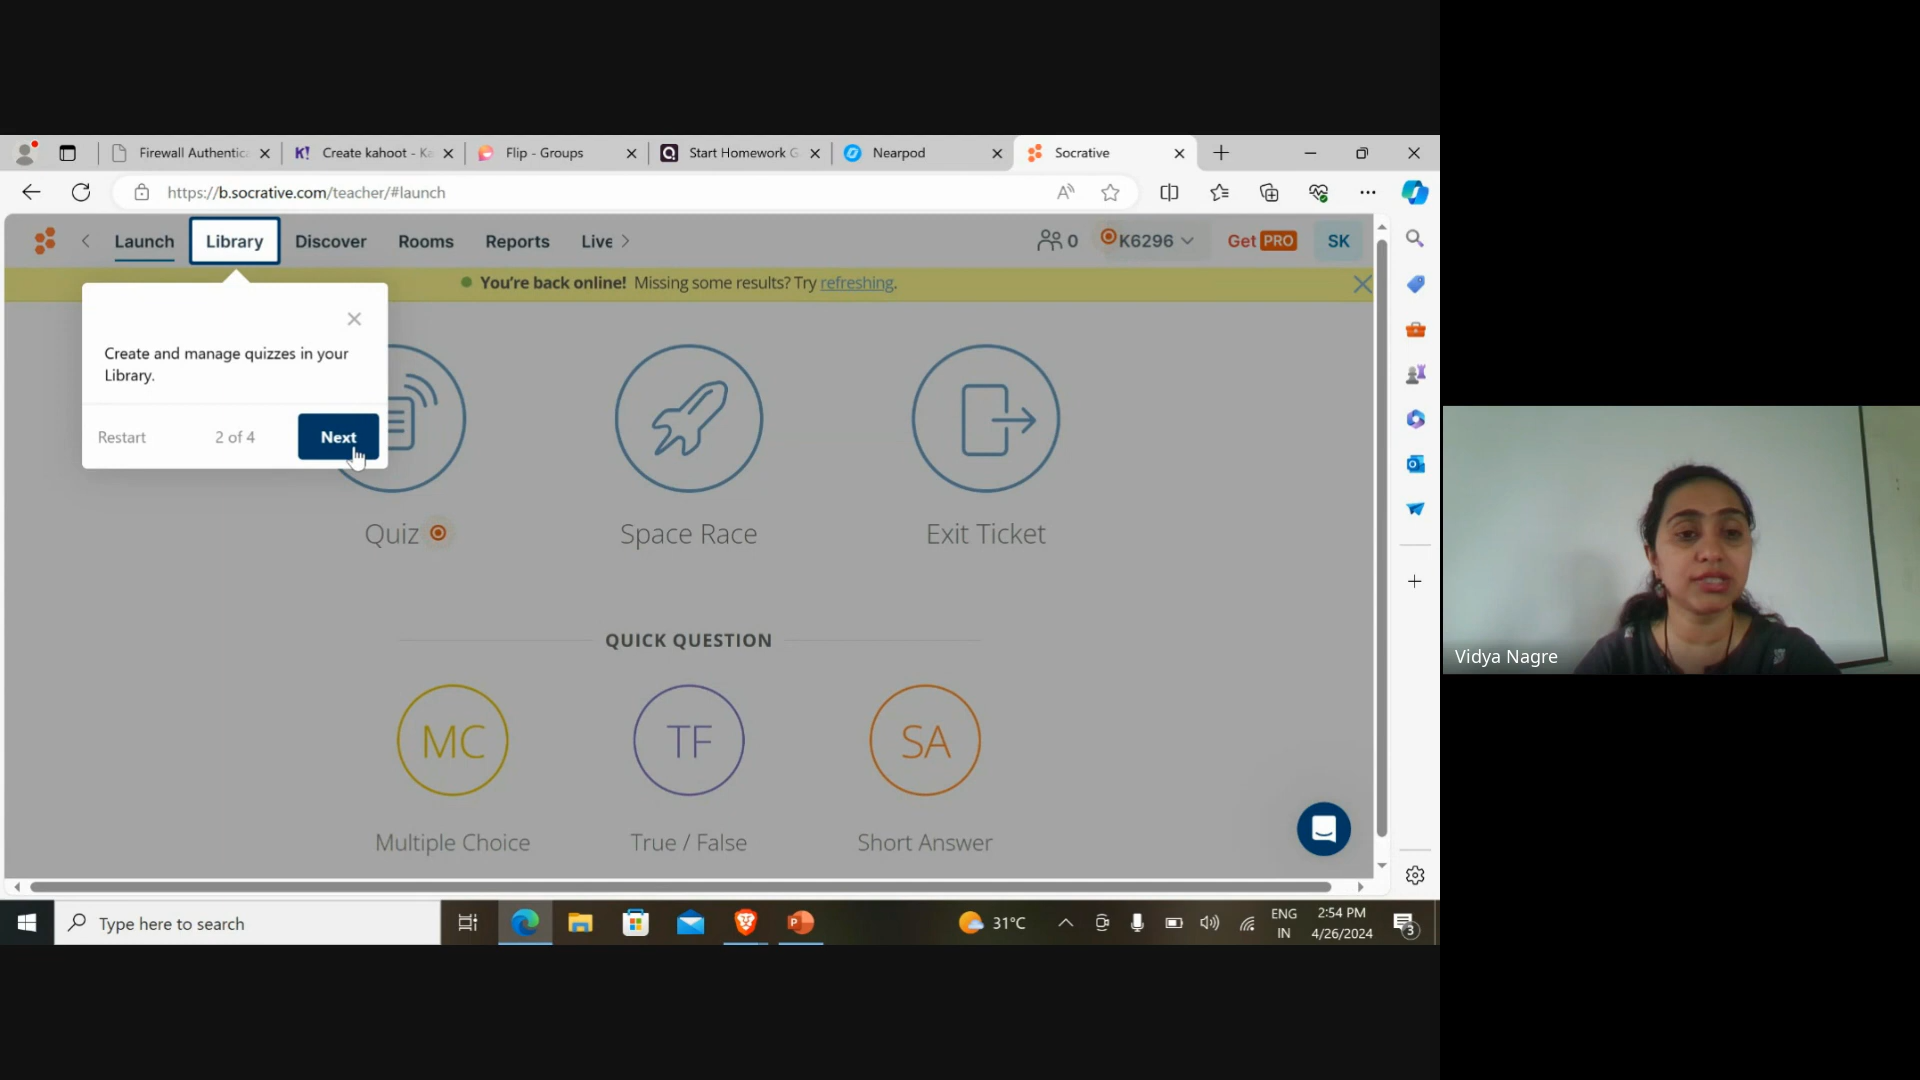 Firewall Authentica
K! Create kahoot - Ka
Flip - Groups
Start Homework G
Nearpod
Socrative
https://b.socrative.com/teacher/#launch
Launch
Library
Discover
Rooms
Reports
Live
0
K6296
Get PRO
SK
You're back online! Missing some results? Try refreshing.
Create and manage quizzes in your
Library.
Restart
2 of 4
Next
Quiz
Space Race
Exit Ticket
QUICK QUESTION
MC
TF
SA
Multiple Choice
True / False
Short Answer
Vidya Nagre
Type here to search
31°C
ENG
IN
2:54 PM
4/26/2024
3